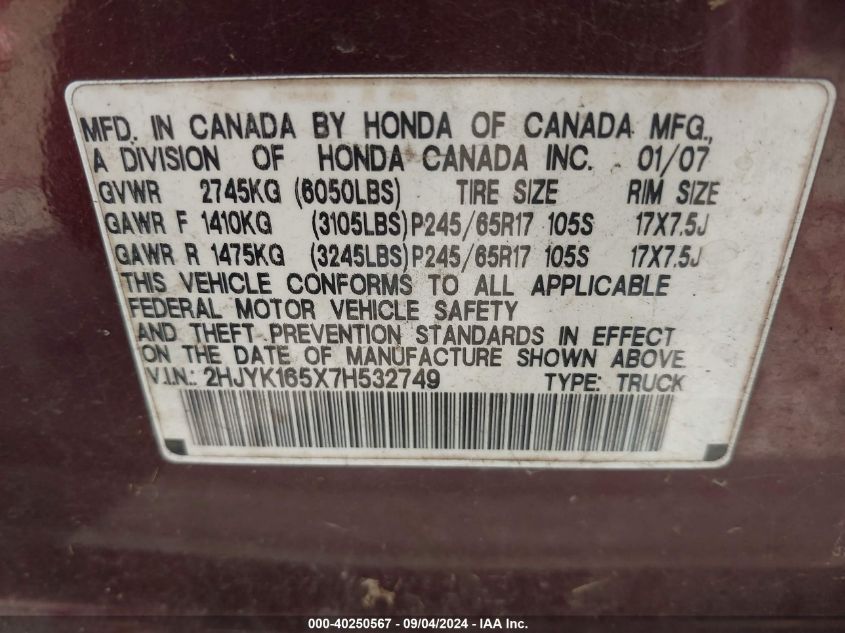 MFD. IN CANADA BY HONDA OF CANADA MFG.,
A DIVISION OF HONDA CANADA INC. 01/07
GVWR 2745KG (6050LBS) TIRE SIZE RIM SIZE
GAWR F 1410KG (3105LBS) P245/65R17 105S 17X7.5J
GAWR R 1475KG (3245LBS) P245/65R17 105S 17X7.5J
THIS VEHICLE CONFORMS TO ALL APPLICABLE
FEDERAL MOTOR VEHICLE SAFETY
AND THEFT PREVENTION STANDARDS IN EFFECT
ON THE DATE OF MANUFACTURE SHOWN ABOVE.
V.I.N.: 2HJYK165X7H532749 TYPE: TRUCK
000-40250567 - 09/04/2024 - IAA Inc.